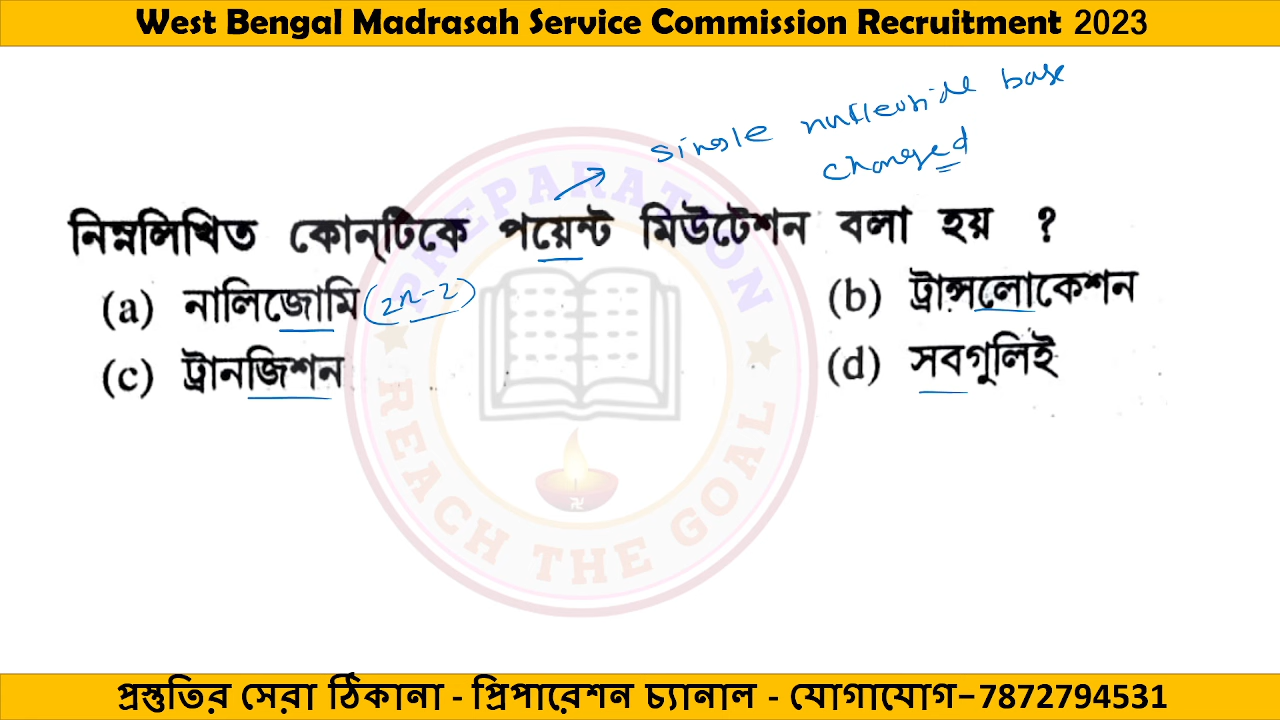 West Bengal Madrasah Service Commission Recruitment 2023
single nucleotide base
changed
নিম্নলিখিত কোন্‌টিকে পয়েন্ট মিউটেশন বলা হয় ?
(a) নালিজোমি (2n-2)
(b) ট্রান্সলোকেশন
(c) ট্রানজিশন
(d) সবগুলিই
PREPARATION
REACH THE GOAL
প্রস্তুতির সেরা ঠিকানা - প্রিপারেশন চ্যানাল - যোগাযোগ–7872794531